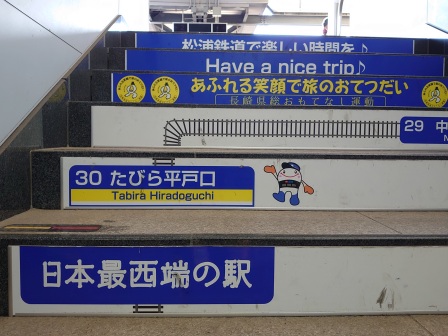 松浦鉄道で楽しい時間を♪
Have a nice trip♪
あふれる笑顔で旅のおてつだい
長崎県総おもてなし運動
29 中
30 たびら平戸口
Tabira Hiradoguchi
日本最西端の駅